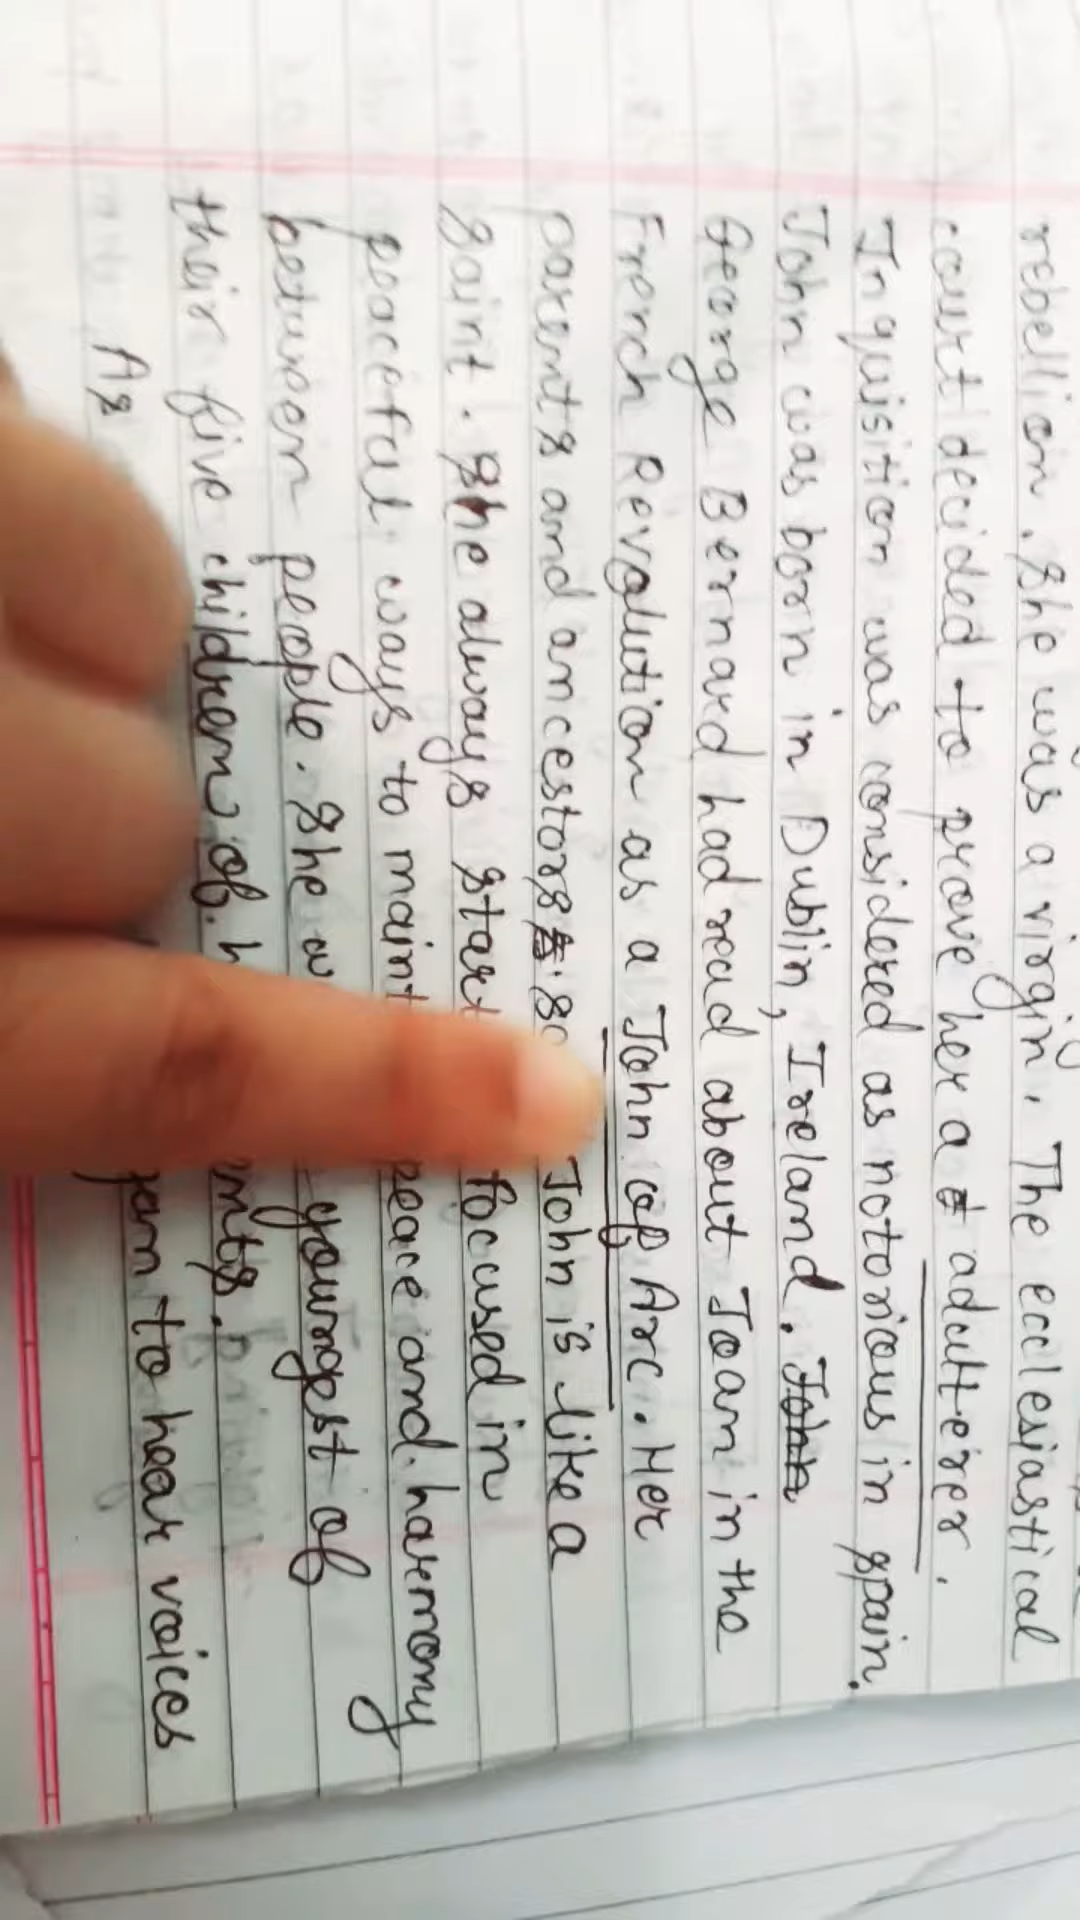 rebellion. She was a virgin. The ecclesiastical
court decided to prove her a adulterer.
Inquisition was considered as notorious in spain.
John was born in Dublin, Ireland. John
George Bernard had read about Joan in the
French Revolution as a John of Arc. Her
parents and ancestors. John is like a
Saint. She always focused in
peaceful ways to peace and harmony
between people. She youngest of
their five children of.
As to hear voices